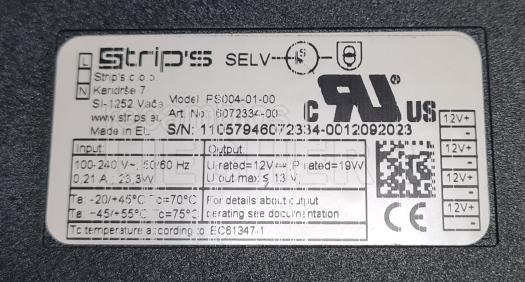 Strip's SELV
L
N
Strip's d.o.o.
Kandrše 7
SI-1252 Vače
www.strips.si
Made in EU
Model: PS004-01-00
Art. No.: 6072334-00
S/N: 11057946072334-0012092023
c UR US
Input
100-240 V~, 50/60 Hz
0,21 A, 23,3W
Output
U rated=12V P rated=19W
U out max ≤ 13 V
Ta: -20/+45°C Tc=70°C
Ta: -45/+55°C Tc=75°C
For details about output
derating see documentation
Tc temperature according to EC61347-1
CE
12V+
-
12V+
-
12V+
-
12V+
-